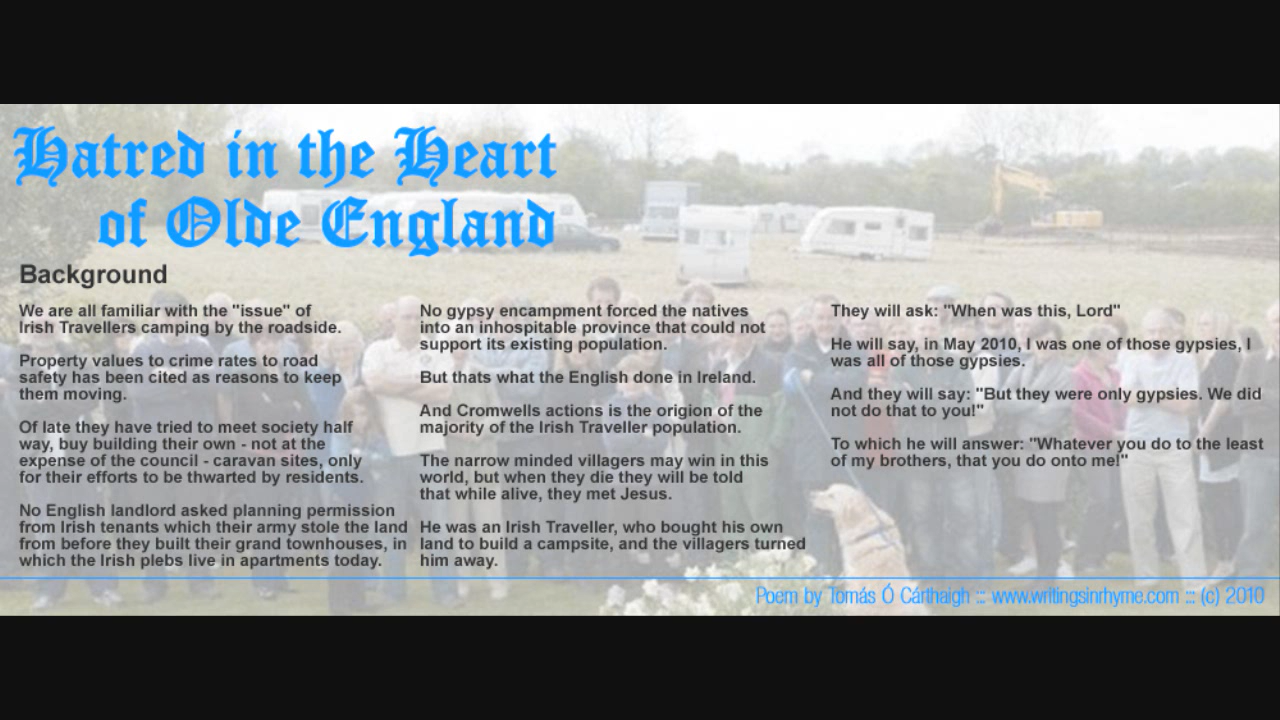 Hatred in the Heart
of Olde England
Background
We are all familiar with the "issue" of
Irish Travellers camping by the roadside.
Property values to crime rates to road
safety has been cited as reasons to keep
them moving.
Of late they have tried to meet society half
way, buy building their own - not at the
expense of the council - caravan sites, only
for their efforts to be thwarted by residents.
No English landlord asked planning permission
from Irish tenants which their army stole the land
from before they built their grand townhouses, in
which the Irish plebs live in apartments today.
No gypsy encampment forced the natives
into an inhospitable province that could not
support its existing population.
But thats what the English done in Ireland.
And Cromwells actions is the origion of the
majority of the Irish Traveller population.
The narrow minded villagers may win in this
world, but when they die they will be told
that while alive, they met Jesus.
He was an Irish Traveller, who bought his own
land to build a campsite, and the villagers turned
him away.
They will ask: "When was this, Lord"
He will say, in May 2010, I was one of those gypsies, I
was all of those gypsies.
And they will say: "But they were only gypsies. We did
not do that to you!"
To which he will answer: "Whatever you do to the least
of my brothers, that you do onto me!"
Poem by Tomás Ó Cárthaigh ::: www.writingsinrhyme.com ::: (c) 2010